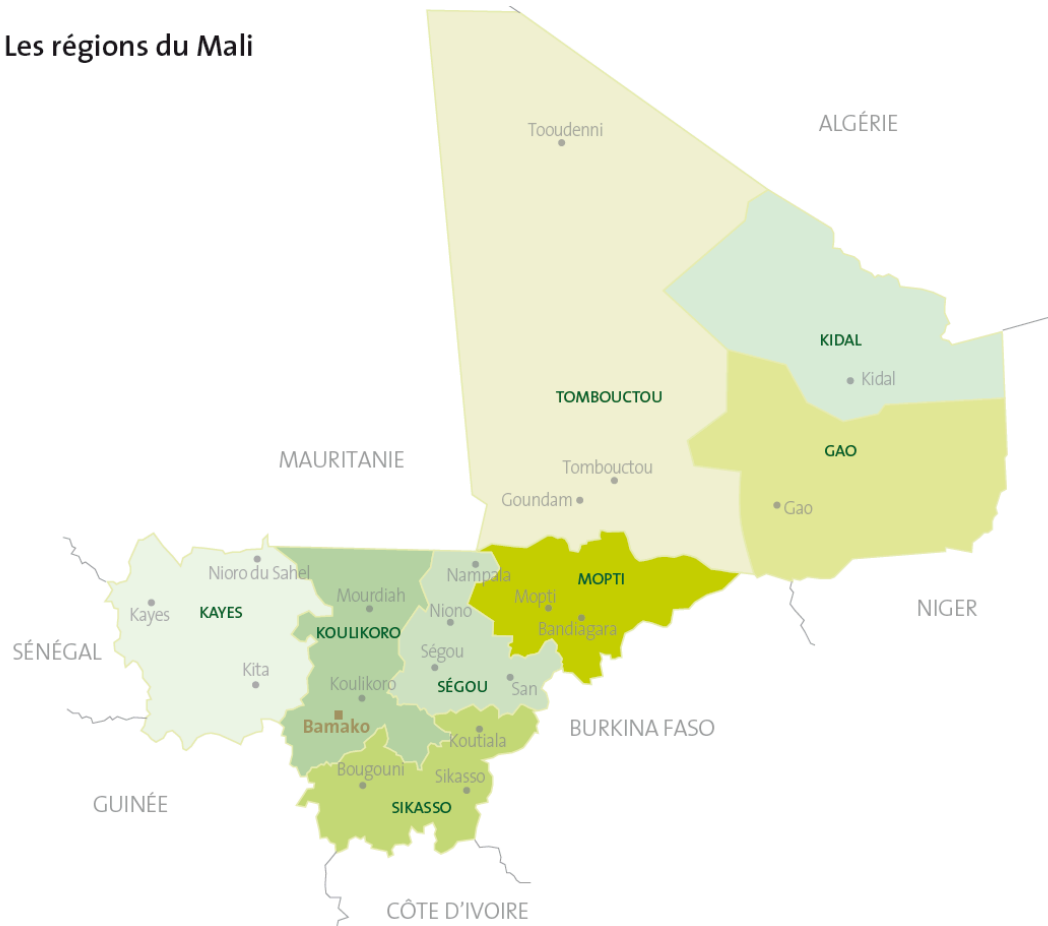 Les régions du Mali
ALGÉRIE
Tooudenni
KIDAL
Kidal
TOMBOUCTOU
GAO
MAURITANIE
Tombouctou
Goundam
Gao
Nioro du Sahel
Nampala
MOPTI
Mourdiah
Mopti
Kayes
KAYES
Niono
NIGER
KOULIKORO
Bandiagara
SÉNÉGAL
Ségou
Kita
Koulikoro
SÉGOU
San
Bamako
BURKINA FASO
Koutiala
Bougouni
Sikasso
GUINÉE
SIKASSO
CÔTE D'IVOIRE